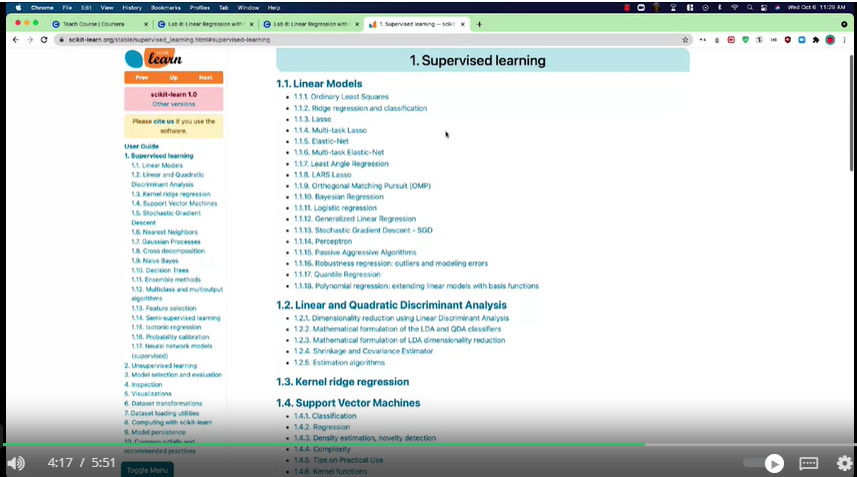 Chrome File Edit View History Bookmarks Profiles Tab Window Help
Wed Oct 6 11:29 AM
Teach Course | Coursera
Lab 8: Linear Regression with
Lab 8: Linear Regression with
1. Supervised learning — scikit
scikit-learn.org/stable/supervised_learning.html#supervised-learning
learn
Prev Up Next
scikit-learn 1.0
Other versions
Please cite us if you use the
software.
User Guide
1. Supervised learning
1.1. Linear Models
1.2. Linear and Quadratic
Discriminant Analysis
1.3. Kernel ridge regression
1.4. Support Vector Machines
1.5. Stochastic Gradient
Descent
1.6. Nearest Neighbors
1.7. Gaussian Processes
1.8. Cross decomposition
1.9. Naive Bayes
1.10. Decision Trees
1.11. Ensemble methods
1.12. Multiclass and multioutput
algorithms
1.13. Feature selection
1.14. Semi-supervised learning
1.15. Isotonic regression
1.16. Probability calibration
1.17. Neural network models
(supervised)
2. Unsupervised learning
3. Model selection and evaluation
4. Inspection
5. Visualizations
6. Dataset transformations
7. Dataset loading utilities
8. Computing with scikit-learn
9. Model persistence
10. Common pitfalls and
recommended practices
Toggle Menu
1. Supervised learning
1.1. Linear Models
1.1.1. Ordinary Least Squares
1.1.2. Ridge regression and classification
1.1.3. Lasso
1.1.4. Multi-task Lasso
1.1.5. Elastic-Net
1.1.6. Multi-task Elastic-Net
1.1.7. Least Angle Regression
1.1.8. LARS Lasso
1.1.9. Orthogonal Matching Pursuit (OMP)
1.1.10. Bayesian Regression
1.1.11. Logistic regression
1.1.12. Generalized Linear Regression
1.1.13. Stochastic Gradient Descent - SGD
1.1.14. Perceptron
1.1.15. Passive Aggressive Algorithms
1.1.16. Robustness regression: outliers and modeling errors
1.1.17. Quantile Regression
1.1.18. Polynomial regression: extending linear models with basis functions
1.2. Linear and Quadratic Discriminant Analysis
1.2.1. Dimensionality reduction using Linear Discriminant Analysis
1.2.2. Mathematical formulation of the LDA and QDA classifiers
1.2.3. Mathematical formulation of LDA dimensionality reduction
1.2.4. Shrinkage and Covariance Estimator
1.2.5. Estimation algorithms
1.3. Kernel ridge regression
1.4. Support Vector Machines
1.4.1. Classification
1.4.2. Regression
1.4.3. Density estimation, novelty detection
1.4.4. Complexity
1.4.5. Tips on Practical Use
1.4.6. Kernel functions
4:17 / 5:51